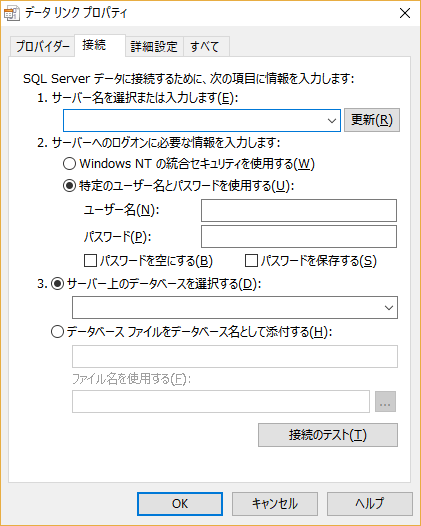 データ リンク プロパティ
プロバイダー 接続 詳細設定 すべて
SQL Server データに接続するために、次の項目に情報を入力します:
1. サーバー名を選択または入力します(E):
更新(R)
2. サーバーへのログオンに必要な情報を入力します:
Windows NT の統合セキュリティを使用する(W)
特定のユーザー名とパスワードを使用する(U):
ユーザー名(N):
パスワード(P):
パスワードを空にする(B) パスワードを保存する(S)
3. サーバー上のデータベースを選択する(D):
データベース ファイルをデータベース名として添付する(H):
ファイル名を使用する(F):
...
接続のテスト(T)
OK キャンセル ヘルプ